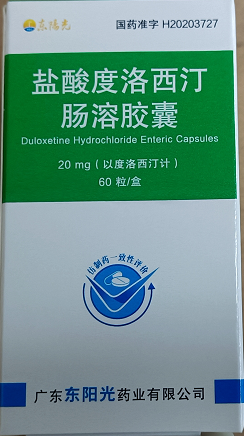 东阳光
国药准字 H20203727
盐酸度洛西汀
肠溶胶囊
Duloxetine Hydrochloride Enteric Capsules
20 mg（以度洛西汀计）
60 粒/盒
仿制药一致性评价
广东东阳光药业有限公司